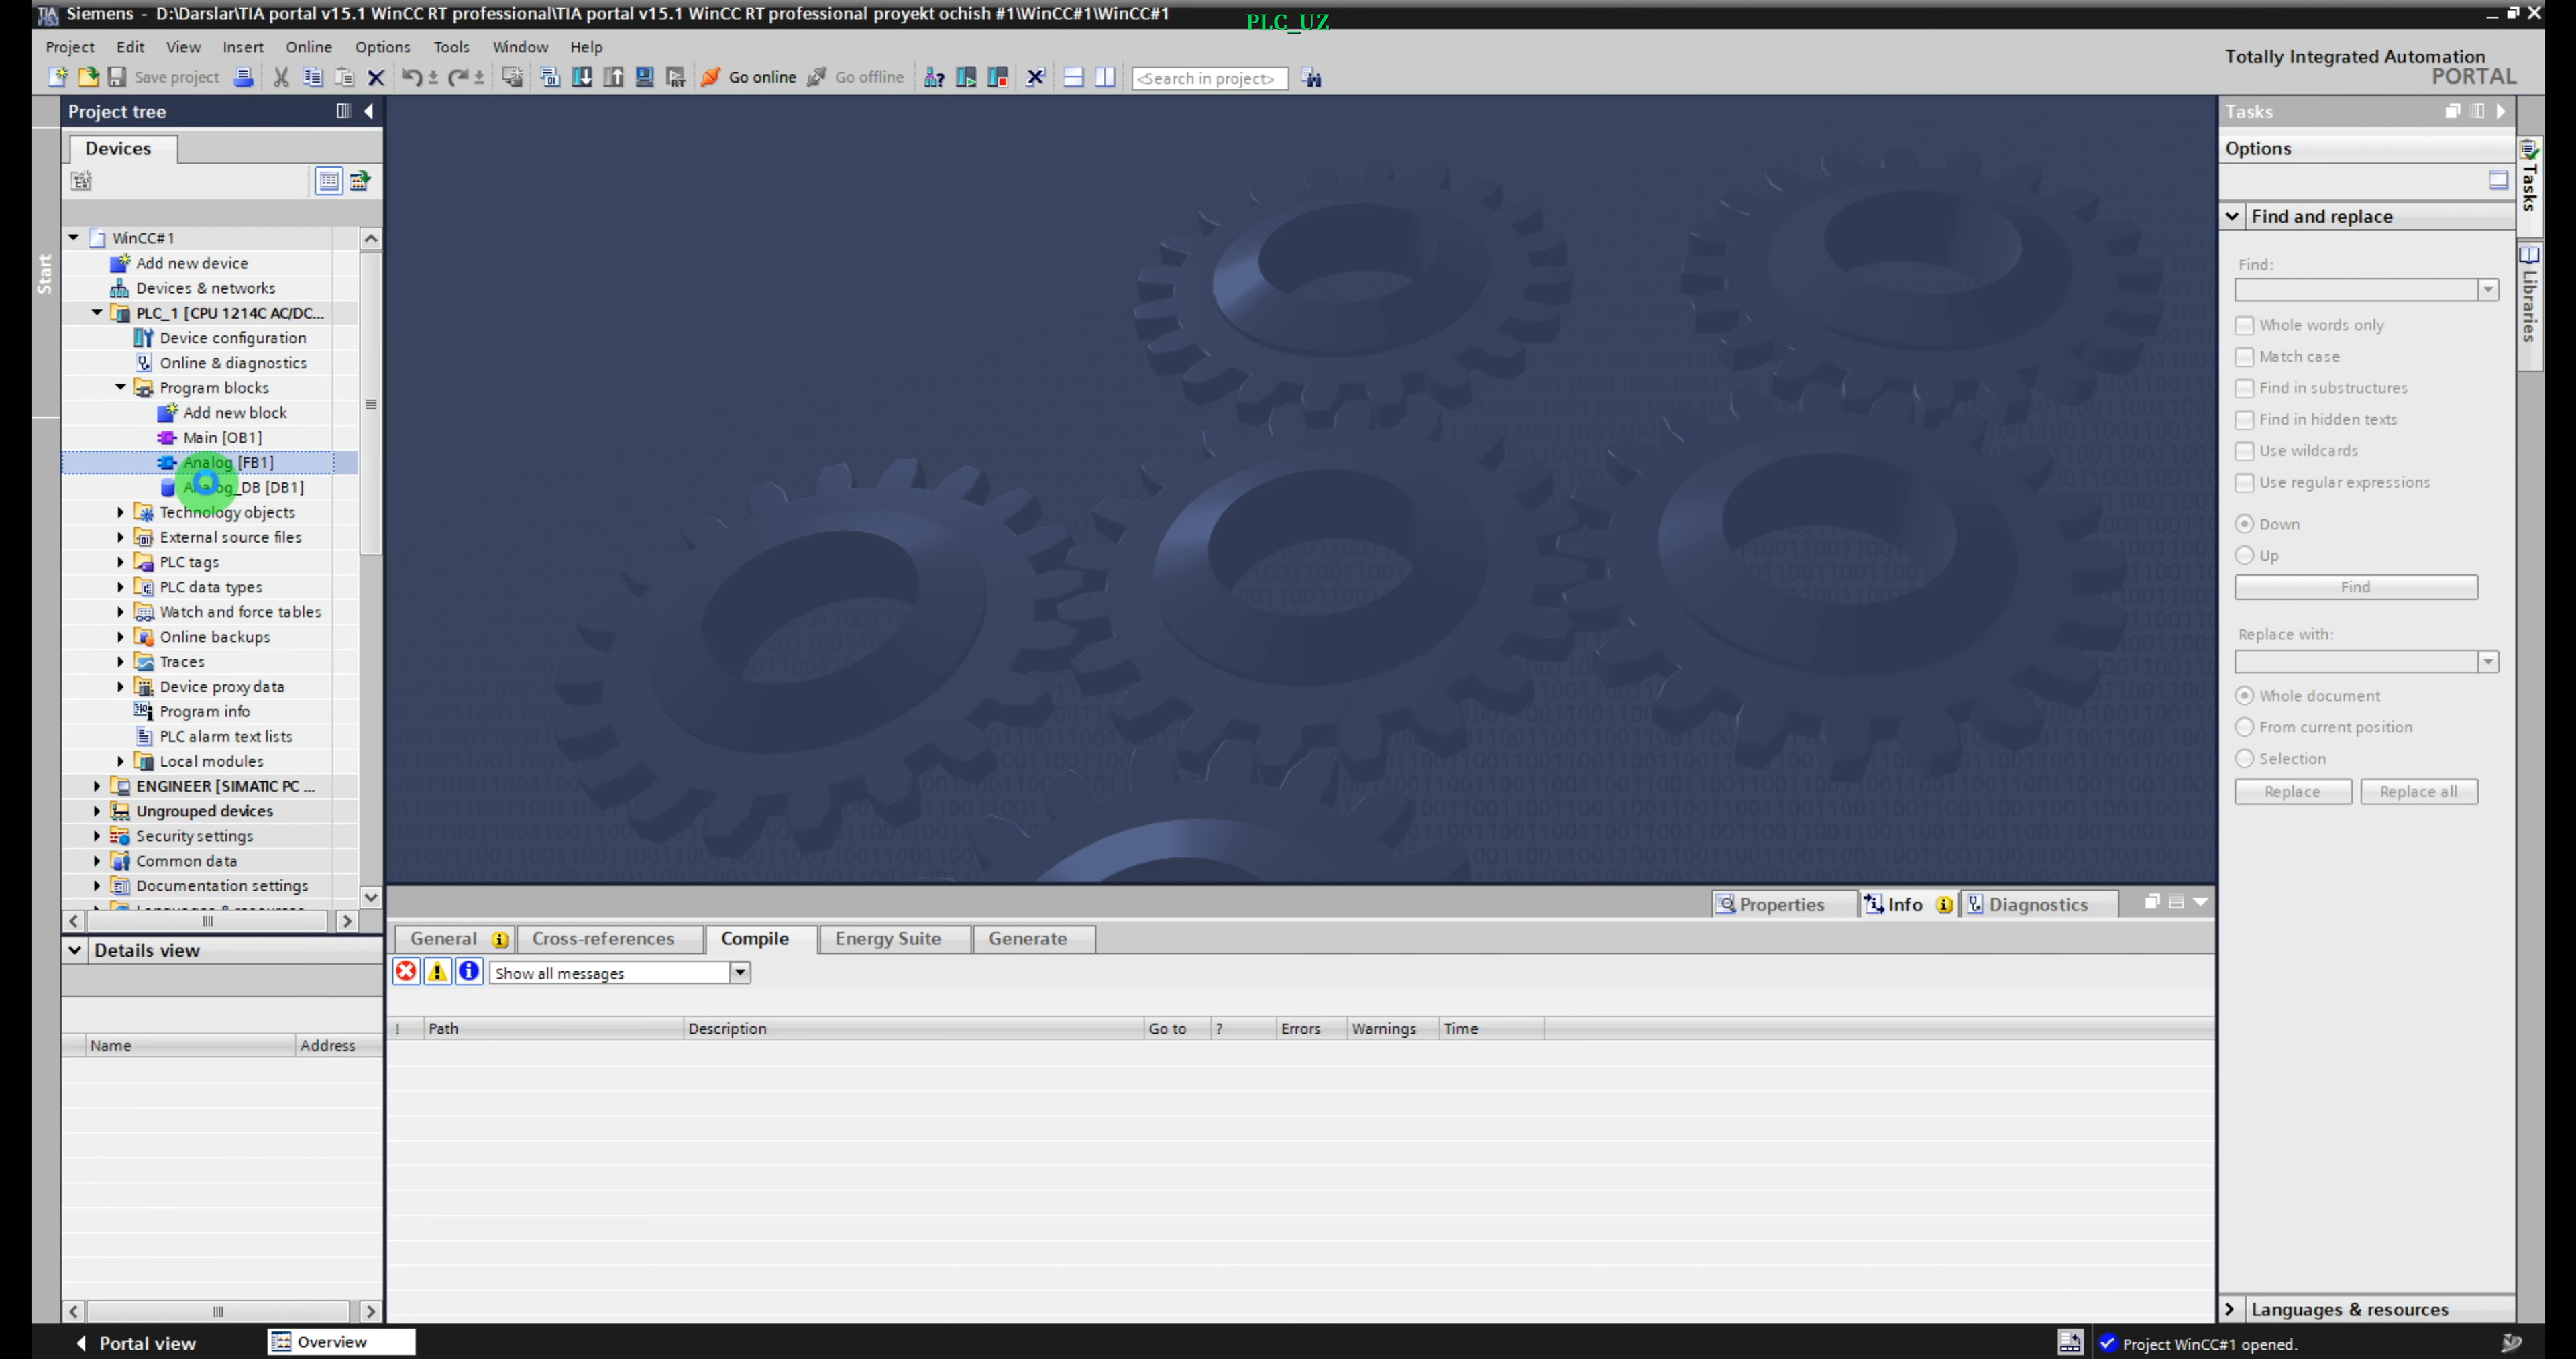 Siemens - D:\Darslar\TIA portal v15.1 WinCC RT professional\TIA portal v15.1 WinCC RT professional proyekt ochish #1\WinCC#1\WinCC#1
PLC_UZ
Project Edit View Insert Online Options Tools Window Help
Totally Integrated Automation
PORTAL
Save project Go online Go offline <Search in project>
Project tree
Devices
Start
WinCC#1
Add new device
Devices & networks
PLC_1 [CPU 1214C AC/DC...
Device configuration
Online & diagnostics
Program blocks
Add new block
Main [OB1]
Analog [FB1]
Analog_DB [DB1]
Technology objects
External source files
PLC tags
PLC data types
Watch and force tables
Online backups
Traces
Device proxy data
Program info
PLC alarm text lists
Local modules
ENGINEER [SIMATIC PC ...
Ungrouped devices
Security settings
Common data
Documentation settings
Details view
Name Address
Properties Info Diagnostics
General Cross-references Compile Energy Suite Generate
Show all messages
! Path Description Go to ? Errors Warnings Time
Tasks
Options
Find and replace
Find:
Whole words only
Match case
Find in substructures
Find in hidden texts
Use wildcards
Use regular expressions
Down
Up
Find
Replace with:
Whole document
From current position
Selection
Replace Replace all
Languages & resources
Tasks
Libraries
Portal view Overview
Project WinCC#1 opened.